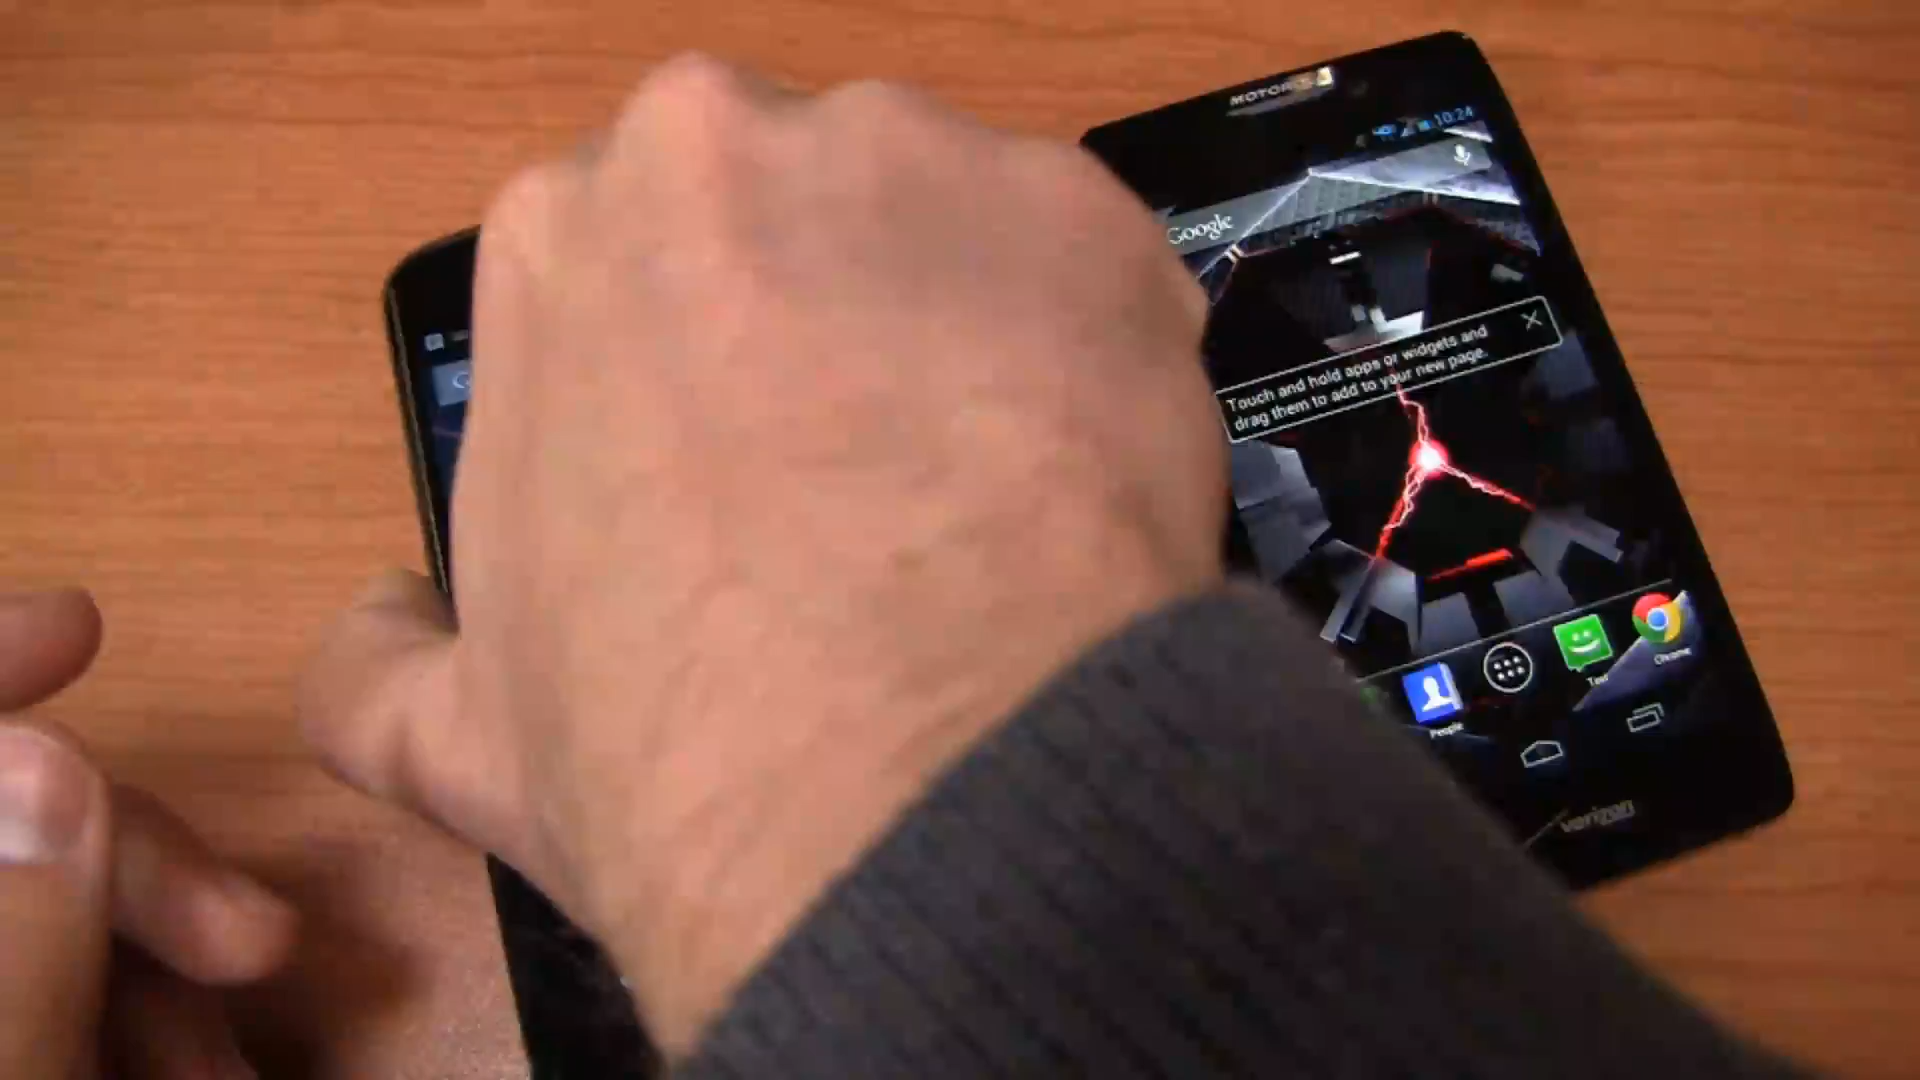 10:24
Google
Touch and hold apps or widgets and
drag them to add to your new page.
People
Text
Chrome
verizon